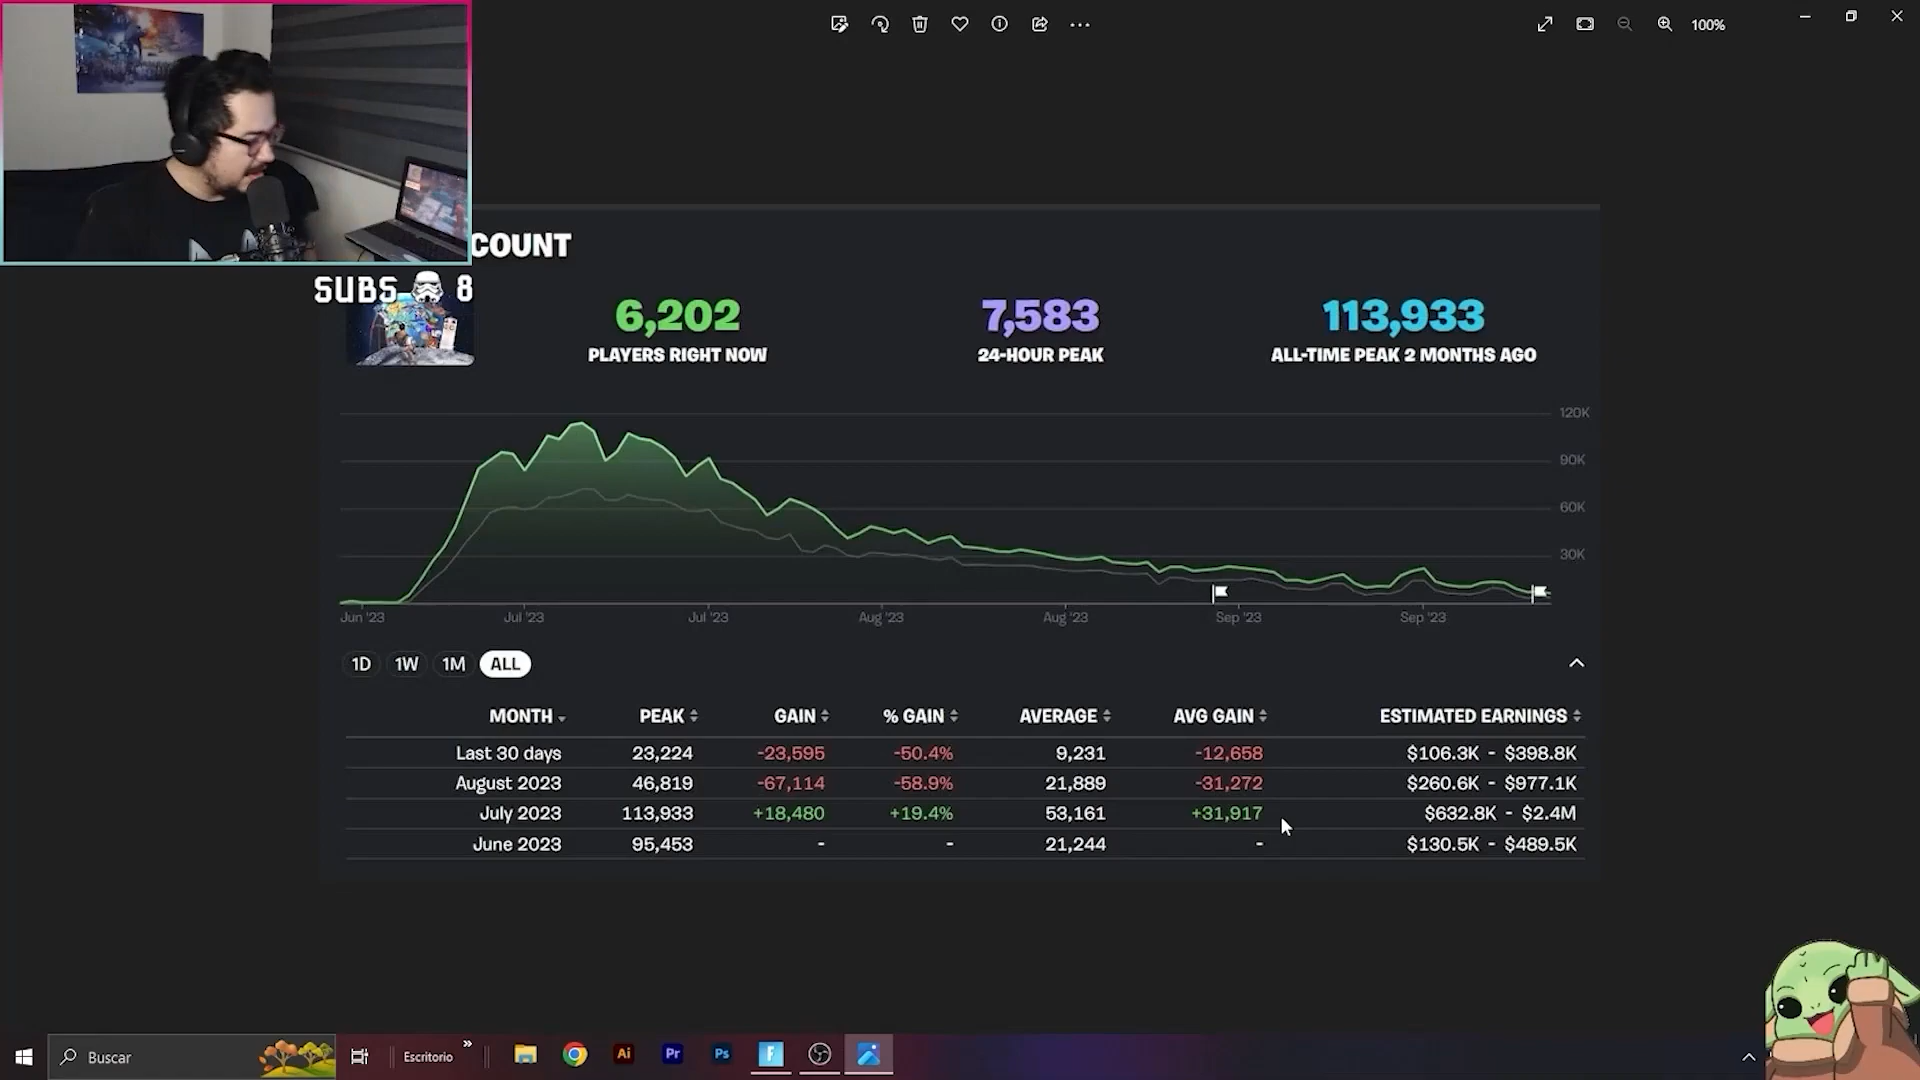 100%
COUNT
SUBS 8
6,202
PLAYERS RIGHT NOW
7,583
24-HOUR PEAK
113,933
ALL-TIME PEAK 2 MONTHS AGO
120K
90K
60K
30K
Jun '23
Jul '23
Jul '23
Aug '23
Aug '23
Sep '23
Sep '23
1D 1W 1M ALL
MONTH PEAK GAIN % GAIN AVERAGE AVG GAIN ESTIMATED EARNINGS
Last 30 days 23,224 -23,595 -50.4% 9,231 -12,658 $106.3K - $398.8K
August 2023 46,819 -67,114 -58.9% 21,889 -31,272 $260.6K - $977.1K
July 2023 113,933 +18,480 +19.4% 53,161 +31,917 $632.8K - $2.4M
June 2023 95,453 - - 21,244 - $130.5K - $489.5K
Buscar
Escritorio
Ai
Pr
Ps
F